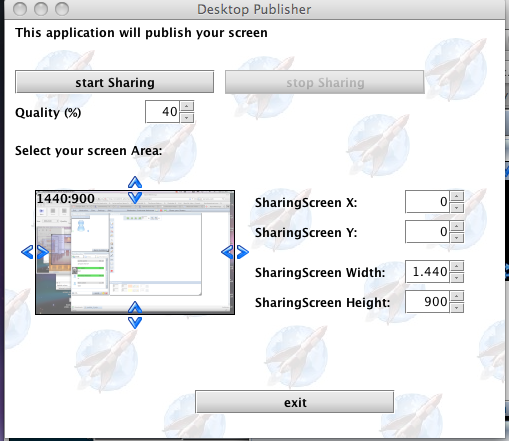 Desktop Publisher
This application will publish your screen
start Sharing
stop Sharing
Quality (%)
40
Select your screen Area:
1440:900
SharingScreen X:
0
SharingScreen Y:
0
SharingScreen Width:
1.440
SharingScreen Height:
900
exit